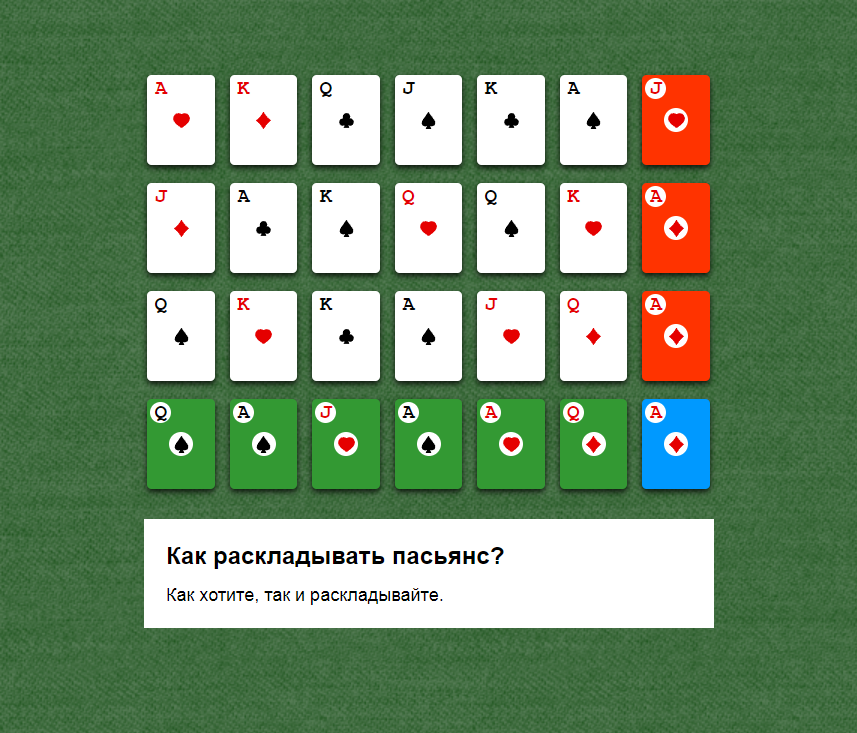 A K Q J K A J
J A K Q Q K A
Q K K A J Q A
Q A J A A Q A
Как раскладывать пасьянс?
Как хотите, так и раскладывайте.